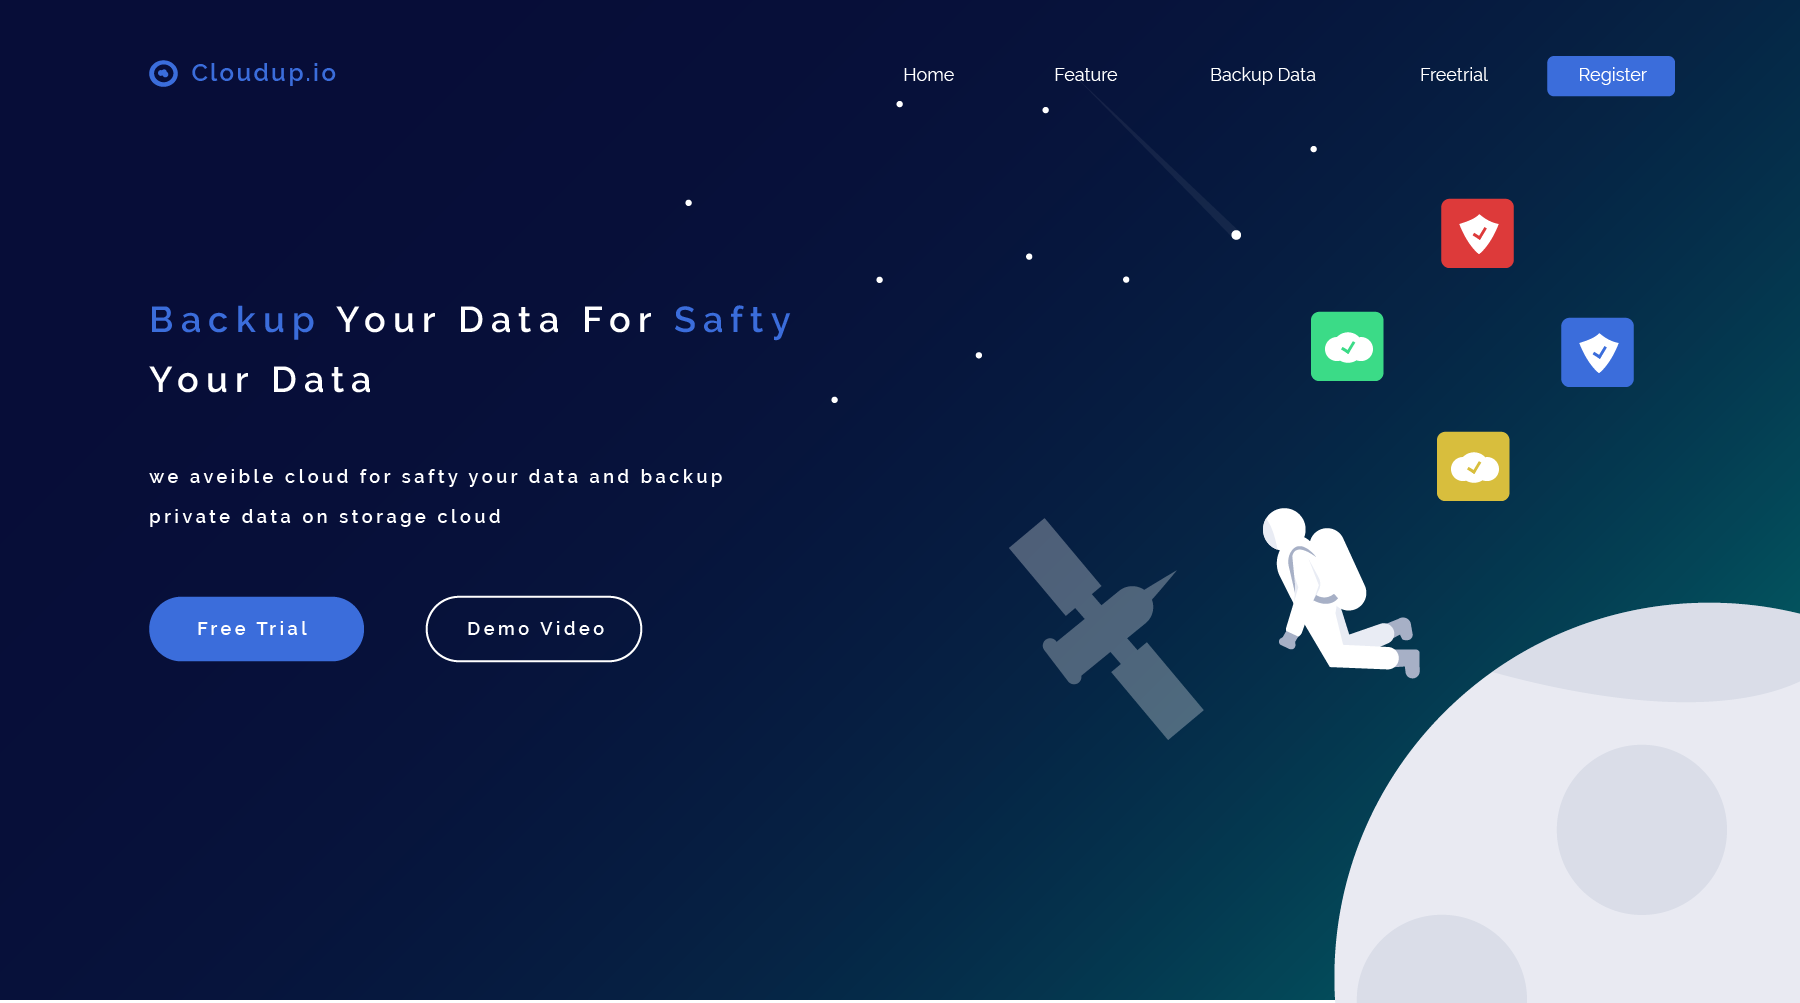 Cloudup.io
Home
Feature
Backup Data
Freetrial
Register
Backup Your Data For Safty
Your Data
we aveible cloud for safty your data and backup
private data on storage cloud
Free Trial
Demo Video